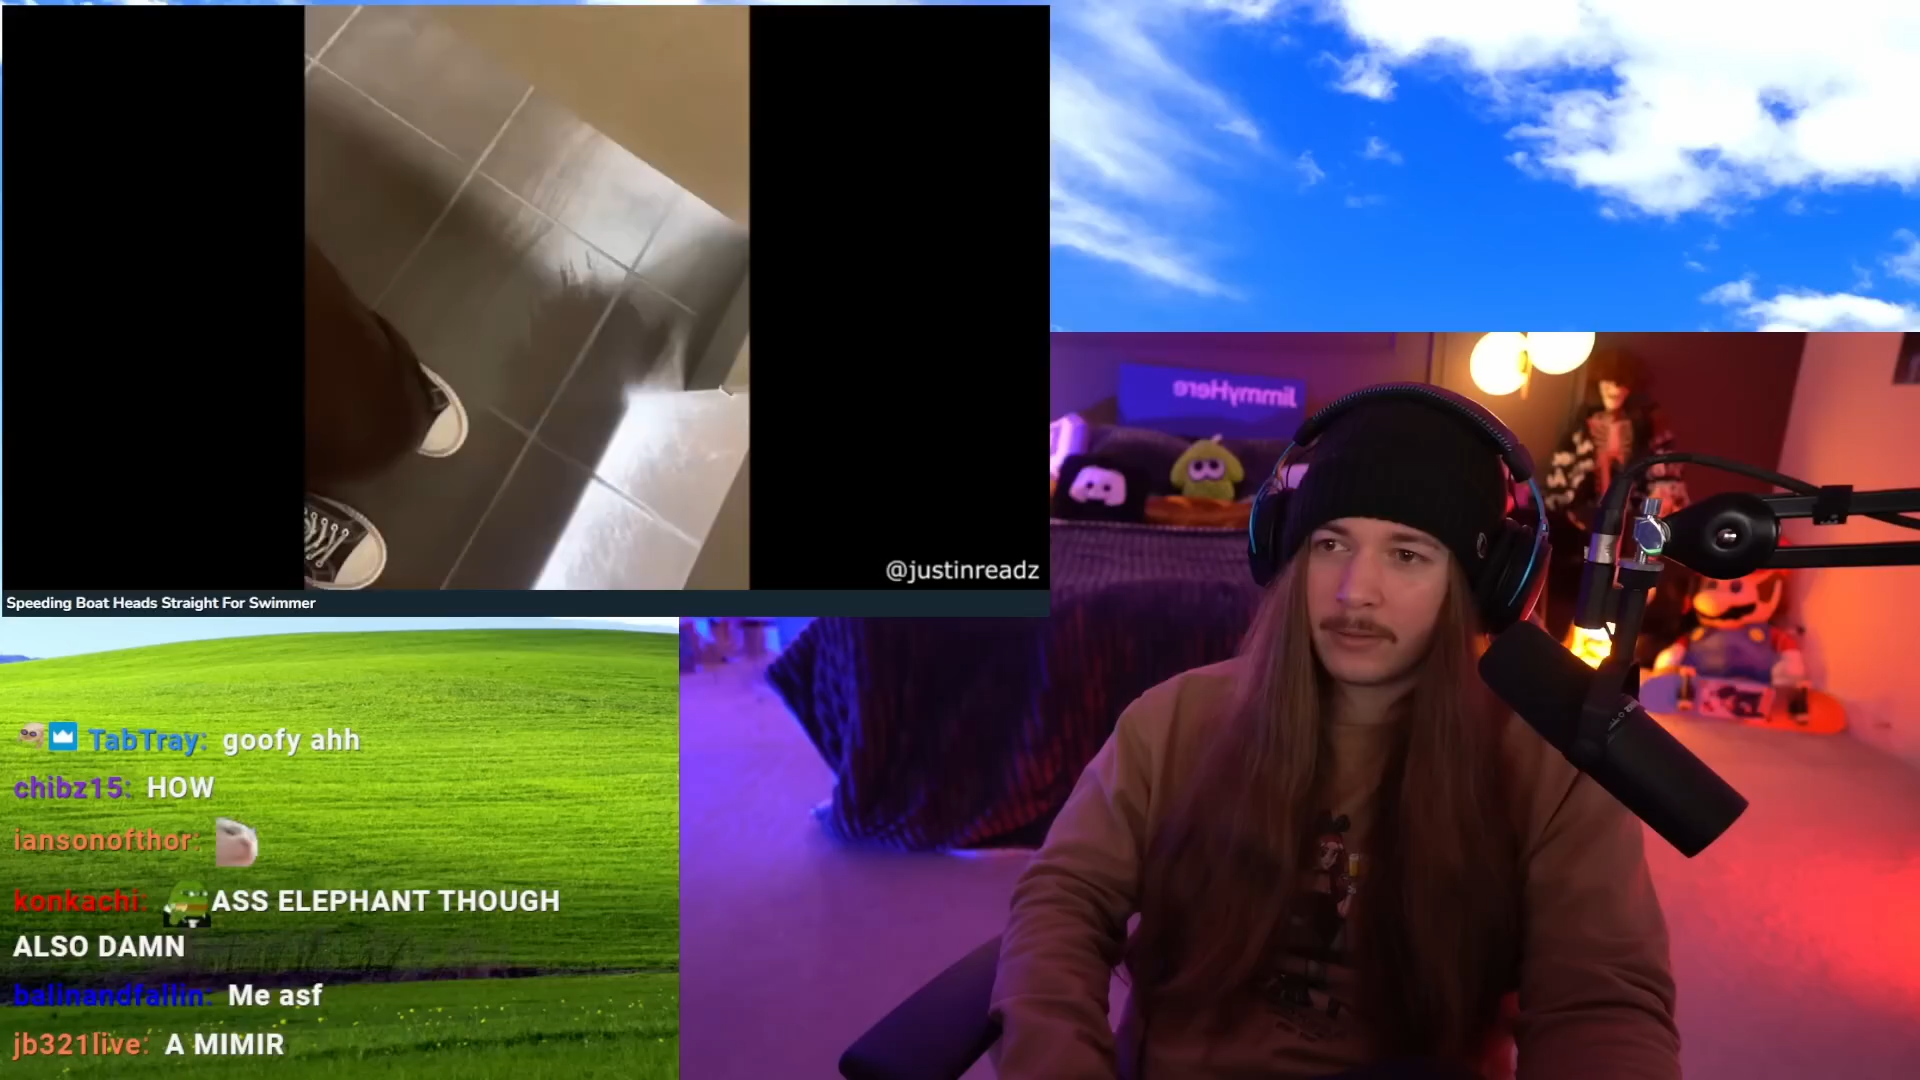 @justinreadz
Speeding Boat Heads Straight For Swimmer
JimmyHere
TabTray: goofy ahh
chibz15: HOW
iansonofthor:
konkachi: ASS ELEPHANT THOUGH
ALSO DAMN
ballnandfallin: Me asf
jb321live: A MIMIR